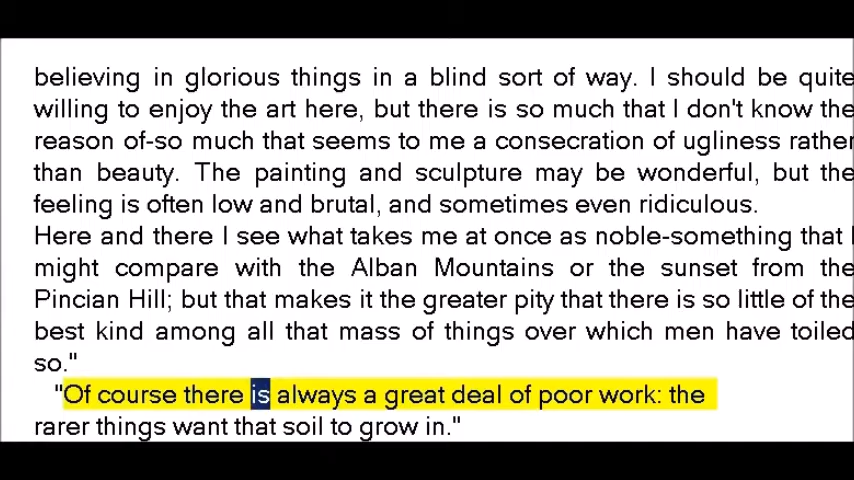 believing in glorious things in a blind sort of way. I should be quite
willing to enjoy the art here, but there is so much that I don't know the
reason of-so much that seems to me a consecration of ugliness rather
than beauty. The painting and sculpture may be wonderful, but the
feeling is often low and brutal, and sometimes even ridiculous.
Here and there I see what takes me at once as noble-something that I
might compare with the Alban Mountains or the sunset from the
Pincian Hill; but that makes it the greater pity that there is so little of the
best kind among all that mass of things over which men have toiled
so."
"Of course there is always a great deal of poor work: the
rarer things want that soil to grow in."